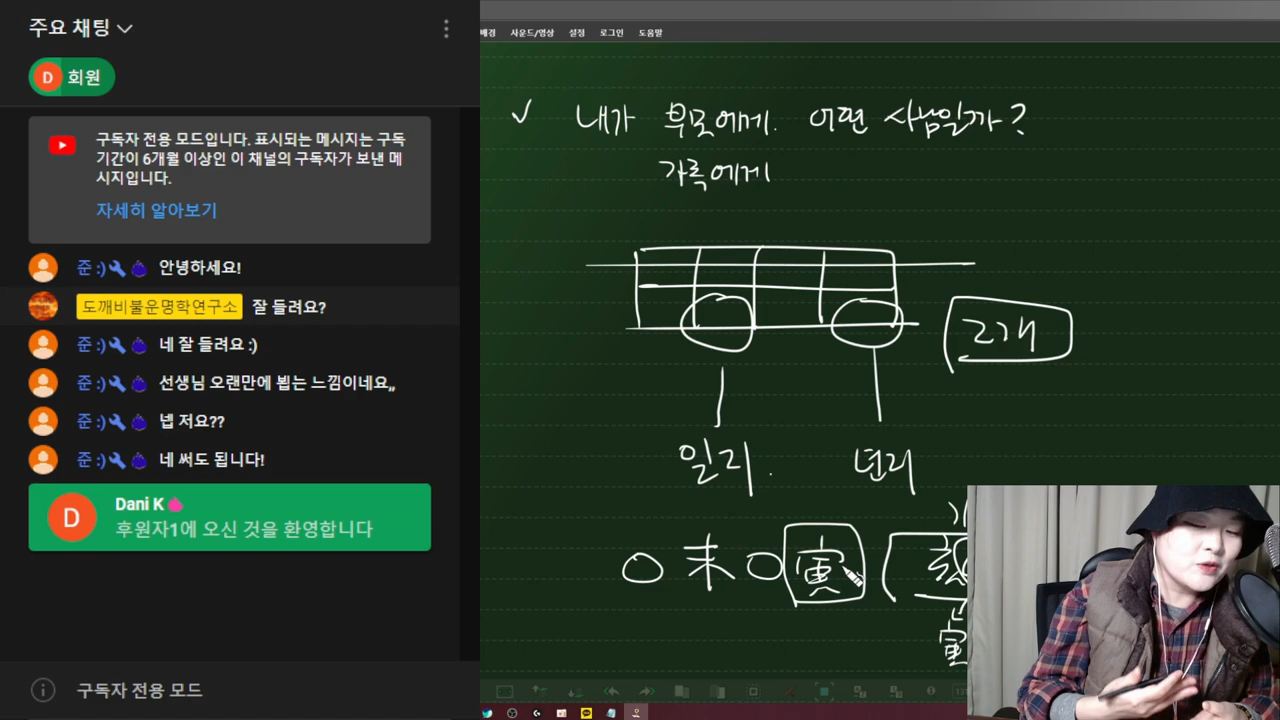 주요 채팅
D 회원
구독자 전용 모드입니다. 표시되는 메시지는 구독
기간이 6개월 이상인 이 채널의 구독자가 보낸 메
시지입니다.
자세히 알아보기
준 :) 안녕하세요!
도깨비불운명학연구소 잘 들려요?
준 :) 네 잘 들려요 :)
준 :) 선생님 오랜만에 뵙는 느낌이네요,,
준 :) 넵 저요??
준 :) 네 써도 됩니다!
D Dani K
후원자1에 오신 것을 환영합니다
구독자 전용 모드
배경 사운드/영상 설정 로그인 도움말
내가 부모에게. 어떤 사람일까?
가족에게
2개
일지. 년지
未 寅
寅